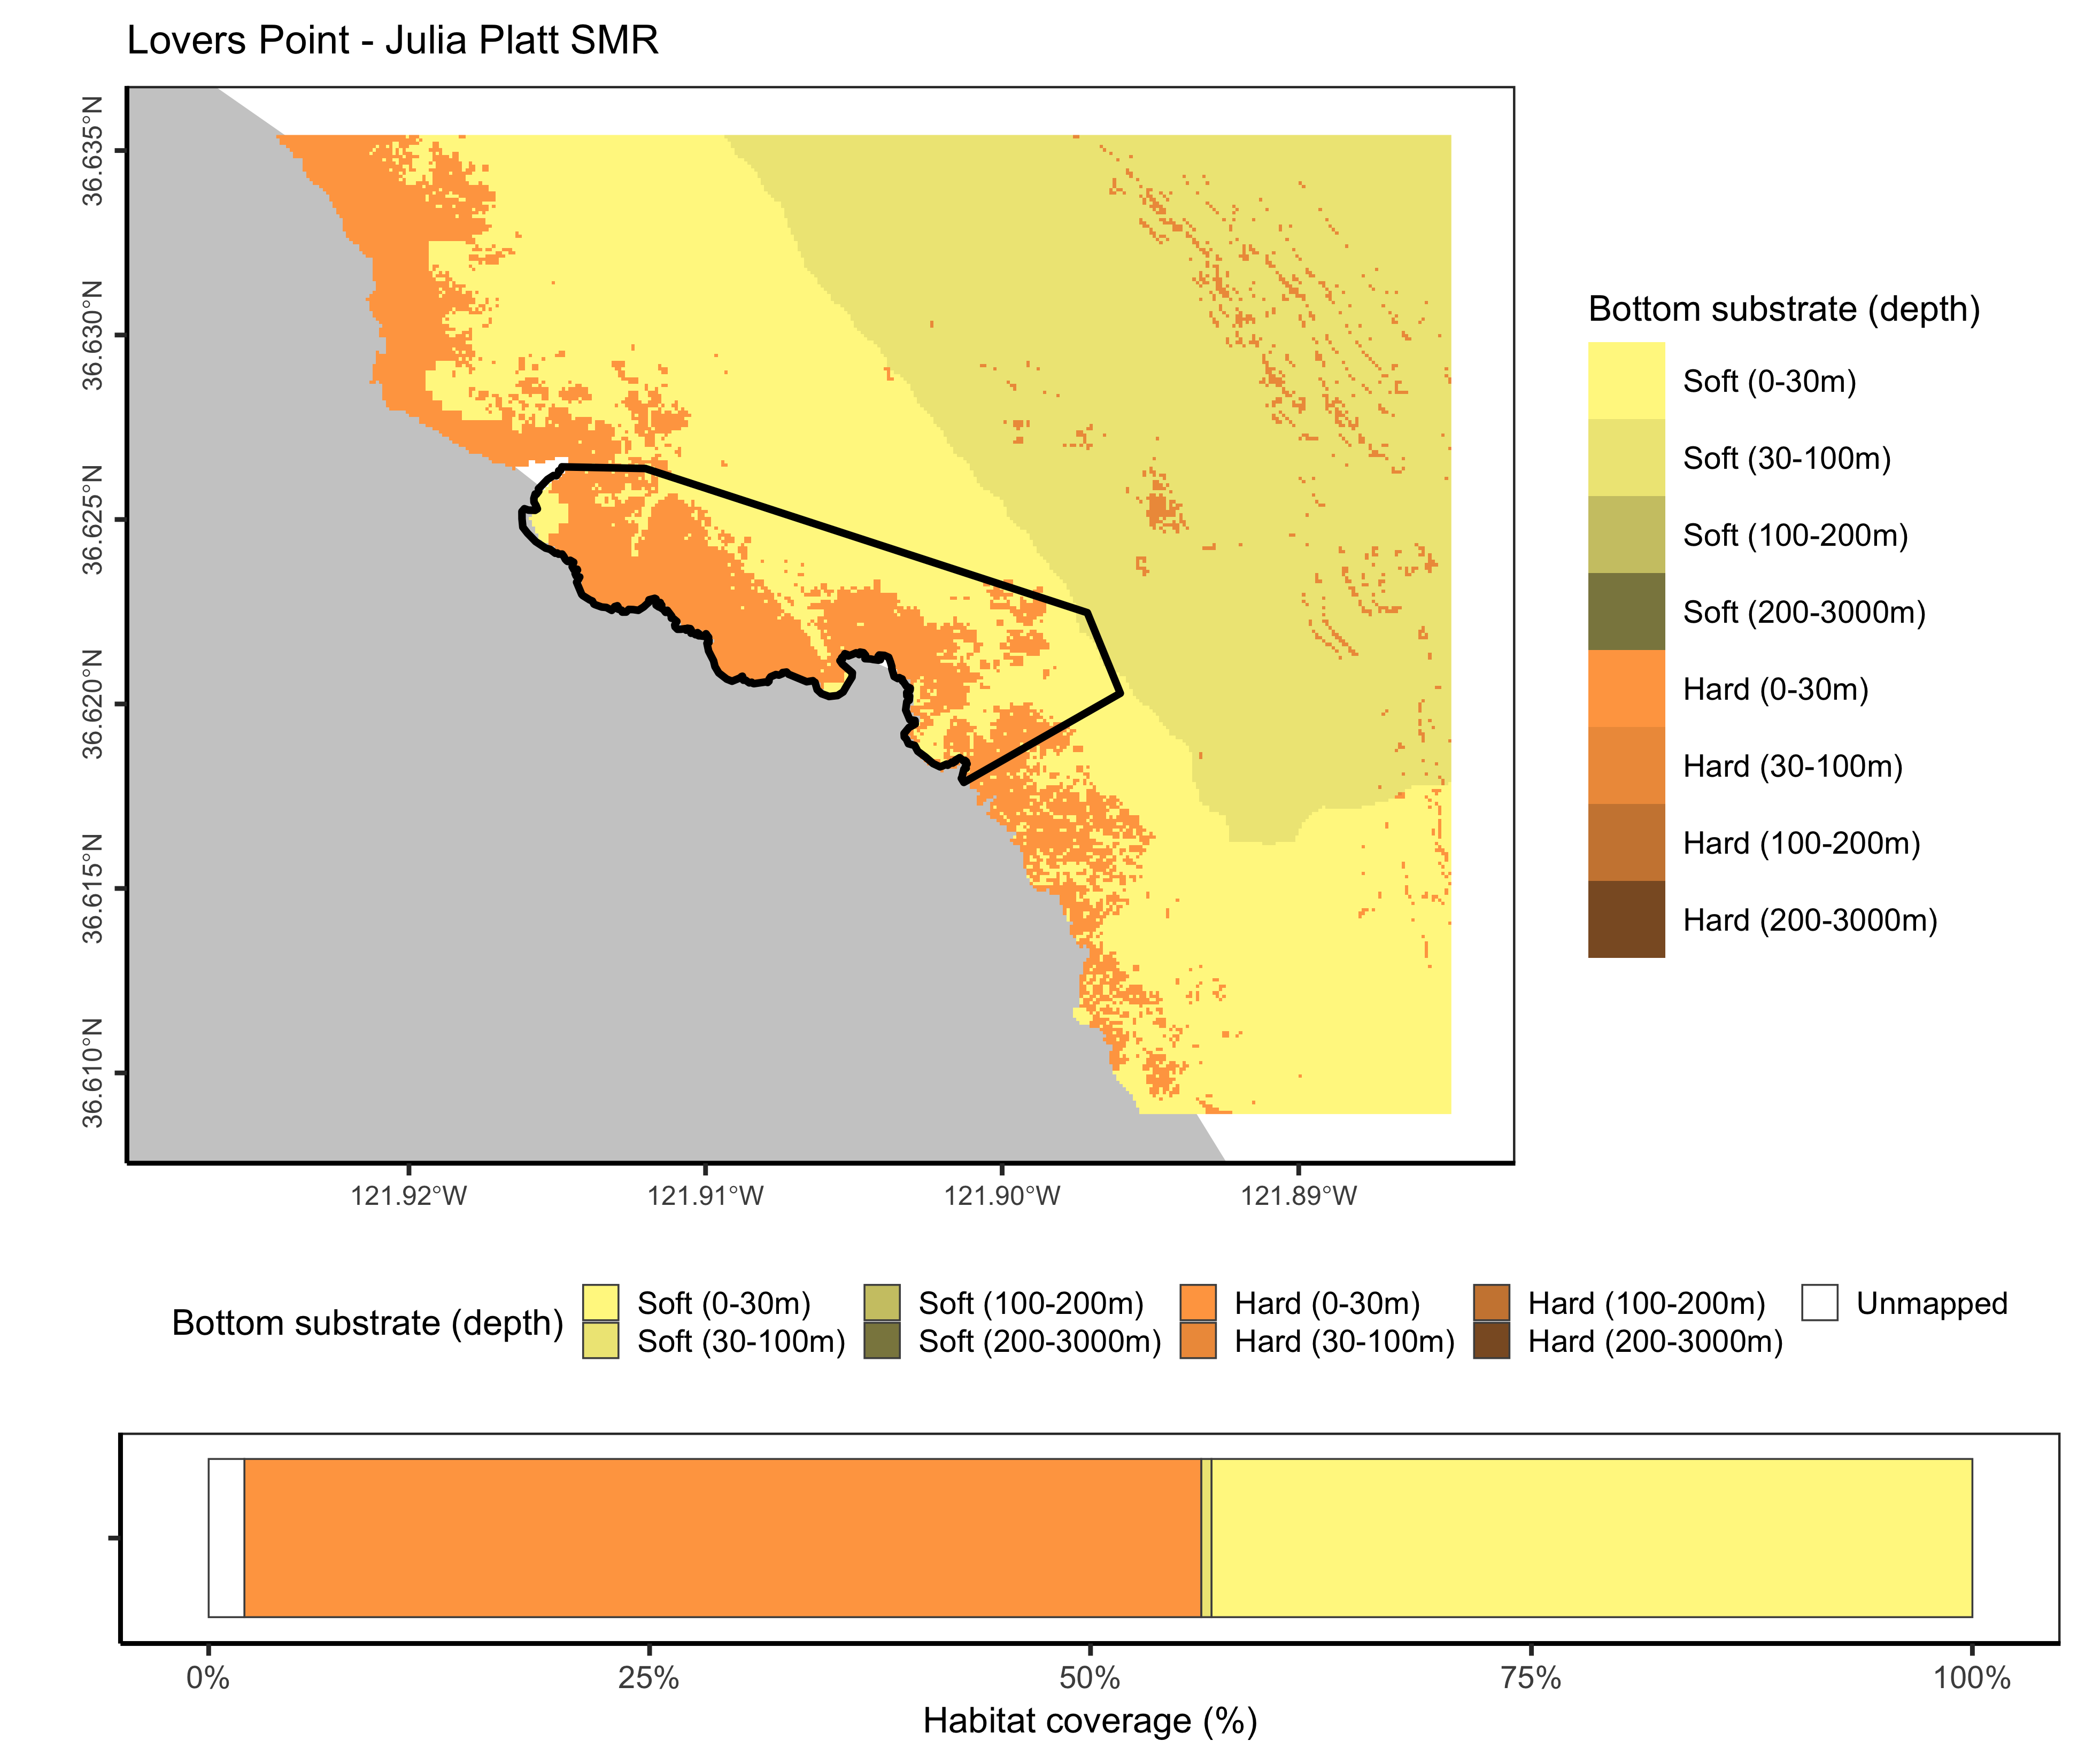 Lovers Point - Julia Platt SMR
36.635°N
36.630°N
36.625°N
36.620°N
36.615°N
36.610°N
121.92°W
121.91°W
121.90°W
121.89°W
Bottom substrate (depth)
Soft (0-30m)
Soft (30-100m)
Soft (100-200m)
Soft (200-3000m)
Hard (0-30m)
Hard (30-100m)
Hard (100-200m)
Hard (200-3000m)
Bottom substrate (depth)
Soft (0-30m)
Soft (100-200m)
Hard (0-30m)
Hard (100-200m)
Unmapped
Soft (30-100m)
Soft (200-3000m)
Hard (30-100m)
Hard (200-3000m)
0%
25%
50%
75%
100%
Habitat coverage (%)